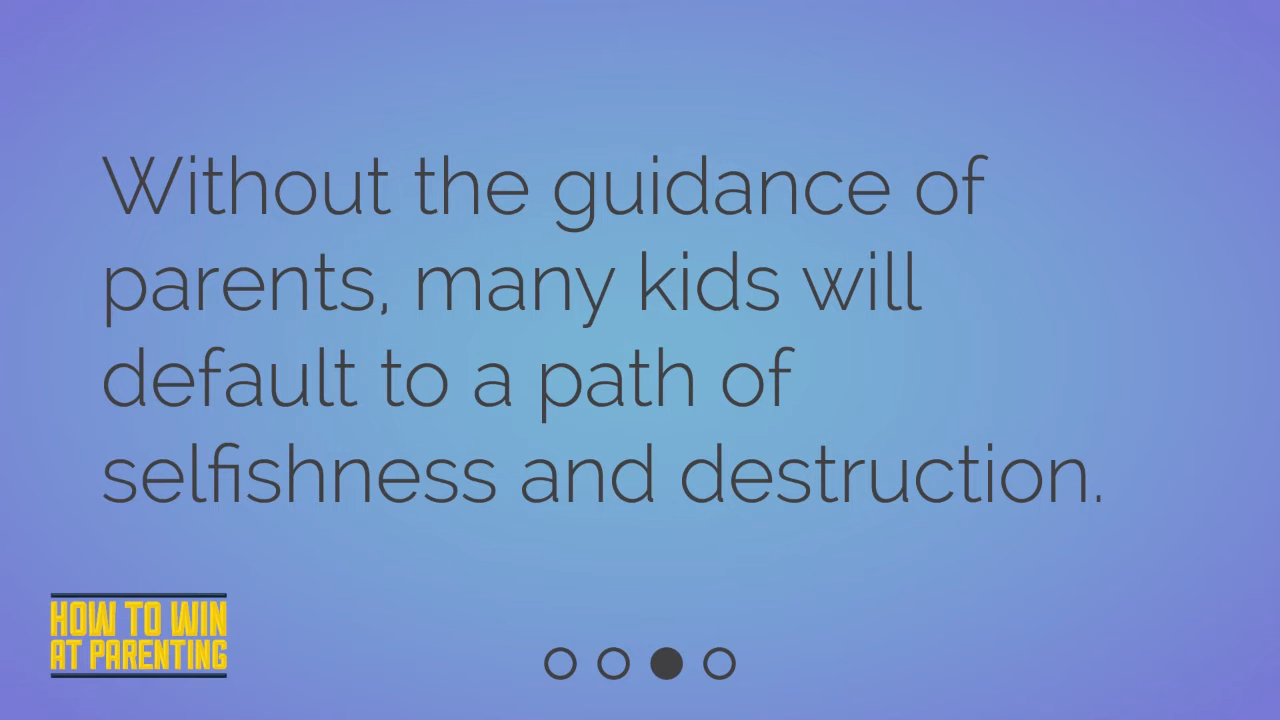 Without the guidance of
parents, many kids will
default to a path of
selfishness and destruction.
HOW TO WIN
AT PARENTING